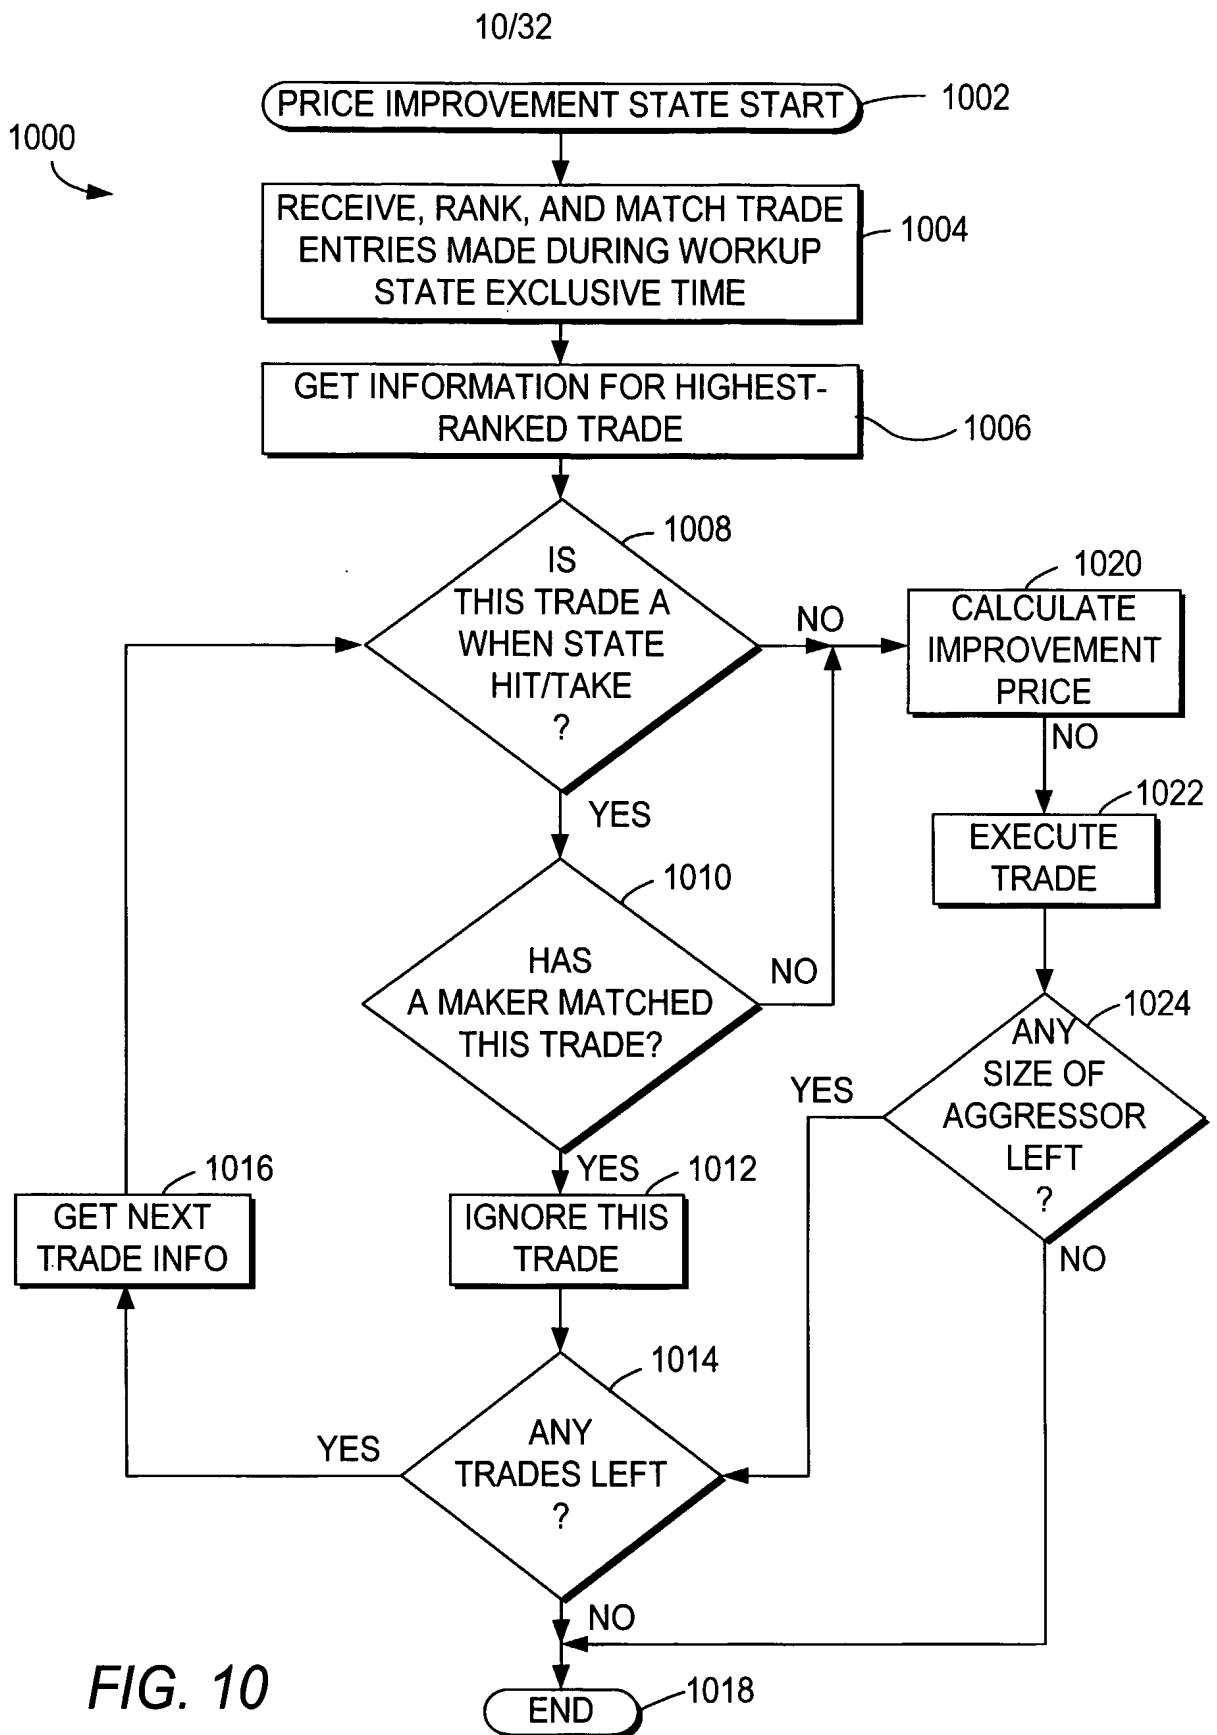 10/32
PRICE IMPROVEMENT STATE START
1002
1000
RECEIVE, RANK, AND MATCH TRADE
ENTRIES MADE DURING WORKUP
STATE EXCLUSIVE TIME
1004
GET INFORMATION FOR HIGHEST-
RANKED TRADE
1006
1008
IS
THIS TRADE A
WHEN STATE
HIT/TAKE
?
NO
1020
CALCULATE
IMPROVEMENT
PRICE
NO
YES
1022
EXECUTE
TRADE
1010
HAS
A MAKER MATCHED
THIS TRADE?
NO
1024
ANY
SIZE OF
AGGRESSOR
LEFT
?
YES
NO
YES
1012
IGNORE THIS
TRADE
1016
GET NEXT
TRADE INFO
1014
ANY
TRADES LEFT
?
YES
NO
END
1018
FIG. 10